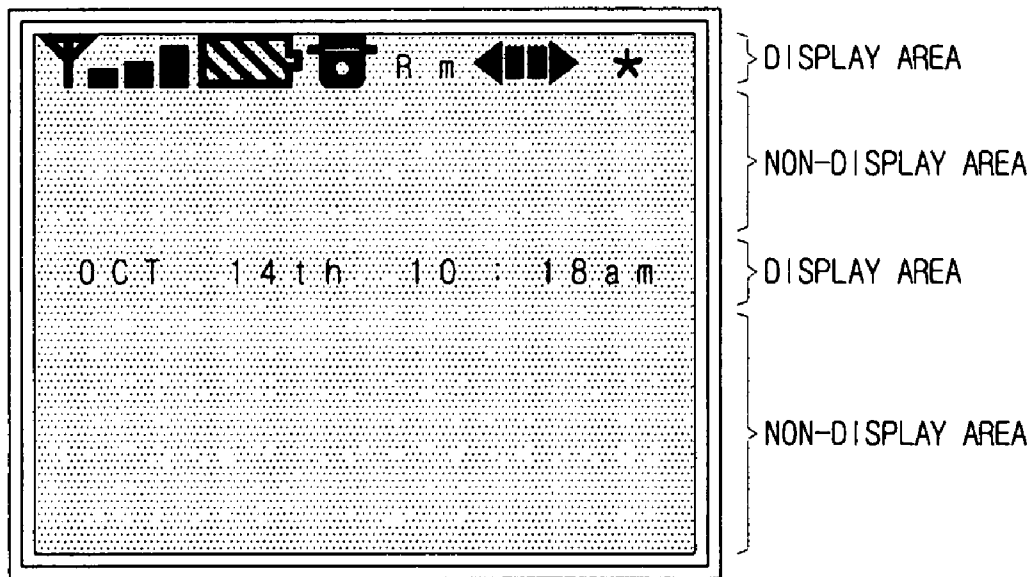 R m *
DISPLAY AREA
NON-DISPLAY AREA
OCT 14th 10 : 18am
DISPLAY AREA
NON-DISPLAY AREA